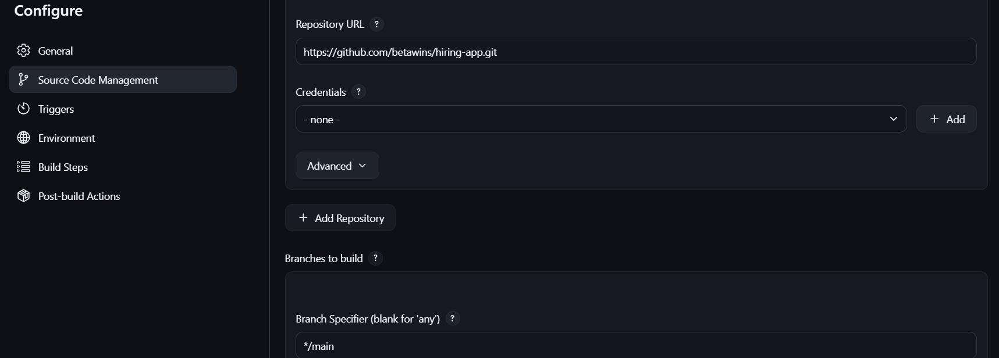 Configure
General
Source Code Management
Triggers
Environment
Build Steps
Post-build Actions
Repository URL ?
https://github.com/betawins/hiring-app.git
Credentials ?
- none -
+ Add
Advanced
+ Add Repository
Branches to build ?
Branch Specifier (blank for 'any') ?
*/main